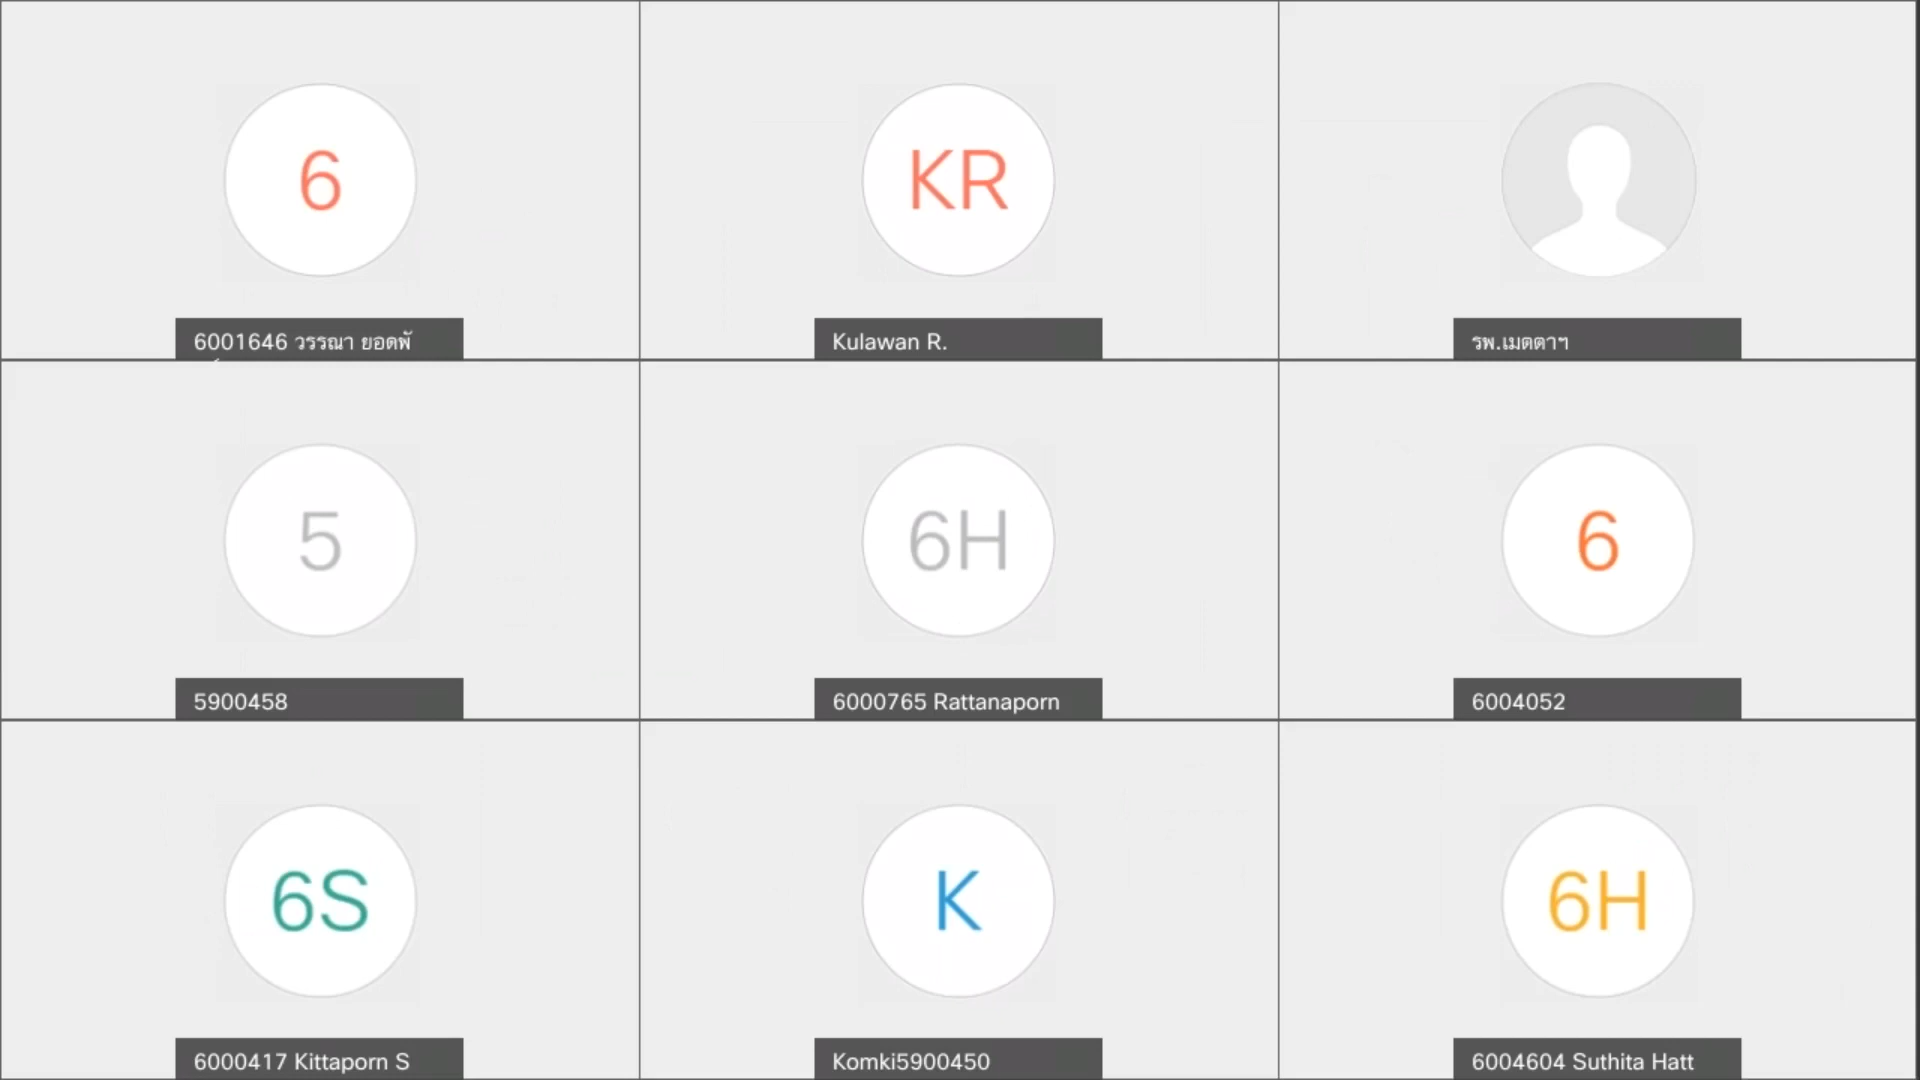 6
KR
6001646 วรรณา ยอดพั
Kulawan R.
รพ.เมตตาฯ
5
6H
6
5900458
6000765 Rattanaporn
6004052
6S
K
6H
6000417 Kittaporn S
Komki5900450
6004604 Suthita Hatt